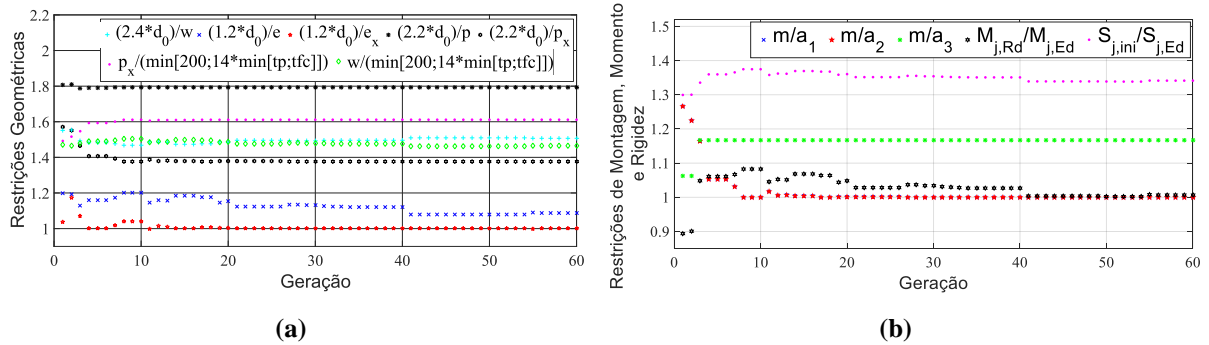 2.2
2
1.8
1.6
1.4
1.2
1
Restrições Geométricas
(2.4*d0)/w (1.2*d0)/e (1.2*d0)/ex (2.2*d0)/p (2.2*d0)/px
px/(min[200;14*min[tp;tfc]]) w/(min[200;14*min[tp;tfc]])
0 10 20 30 40 50 60
Geração
(a)
Restrições de Montagem, Momento
e Rigidez
1.5
1.4
1.3
1.2
1.1
1
0.9
m/a1 m/a2 m/a3 Mj,Rd/Mj,Ed Sj,ini/Sj,Ed
0 10 20 30 40 50 60
Geração
(b)